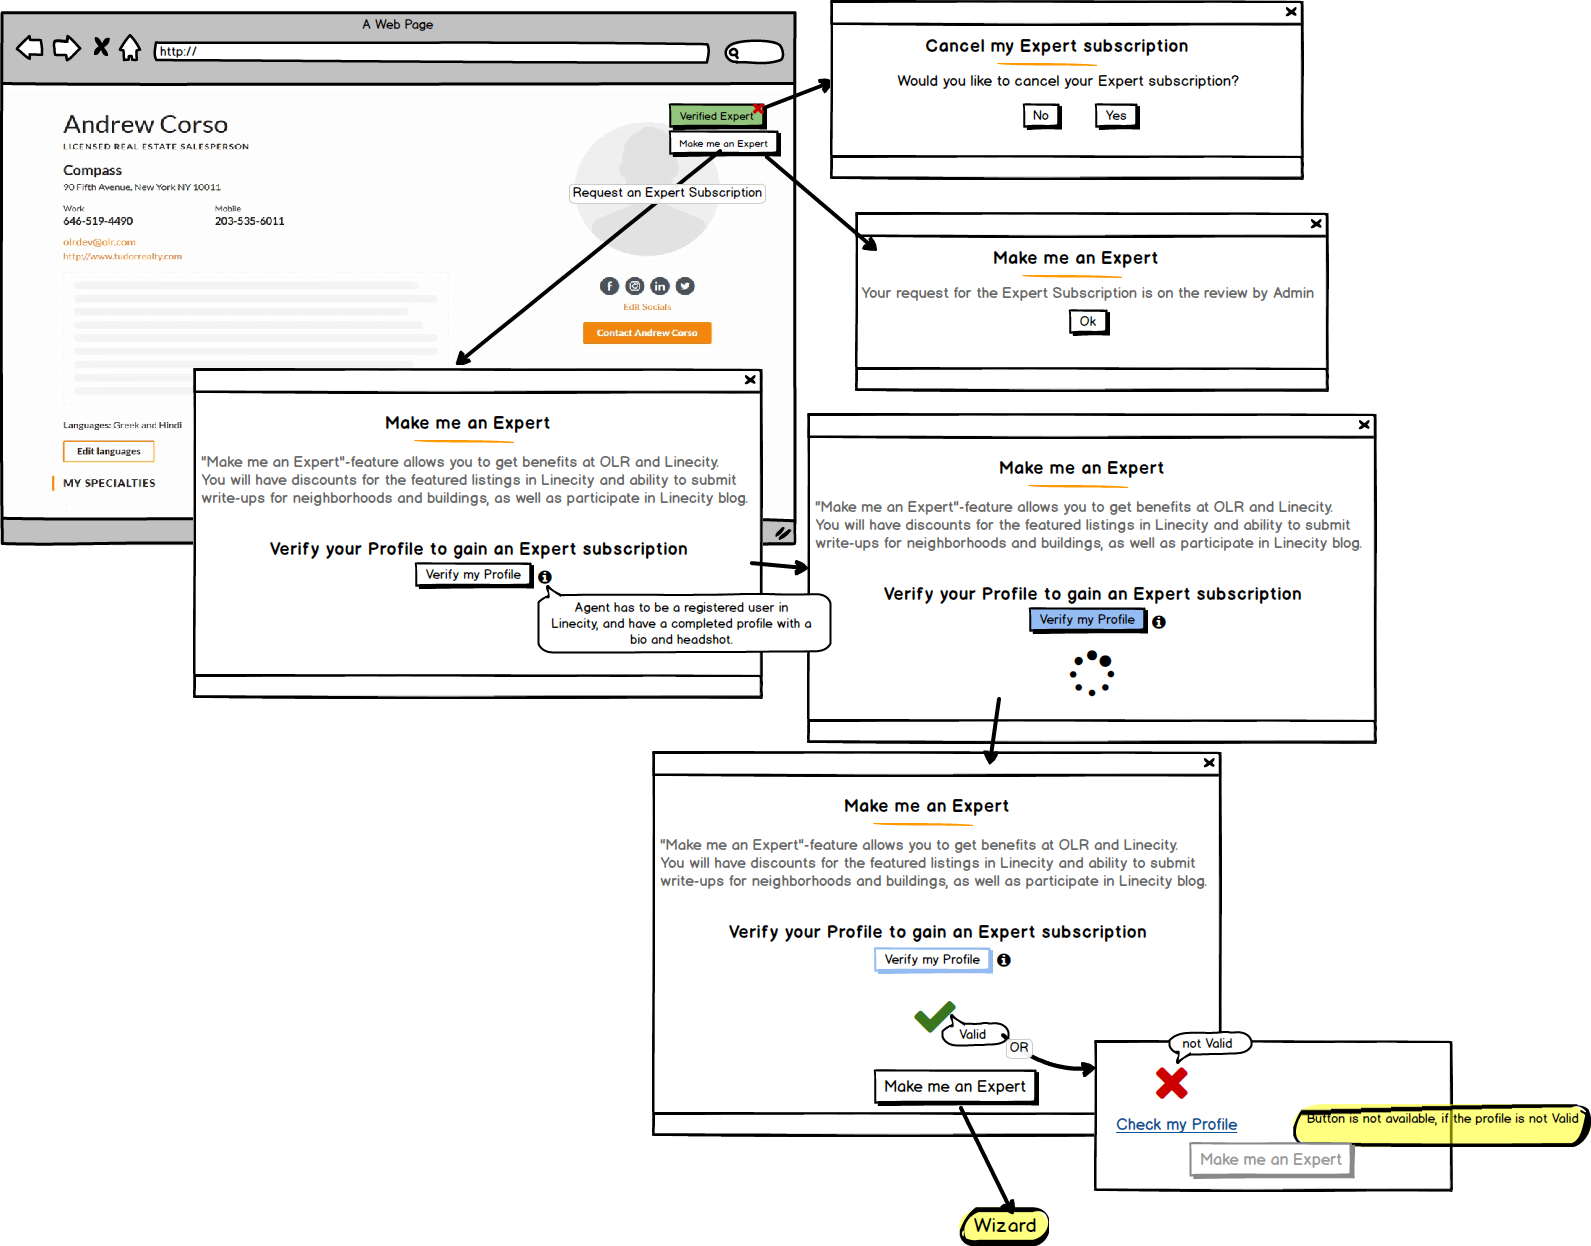 A Web Page
http://
Andrew Corso
LICENSED REAL ESTATE SALESPERSON
Compass
90 Fifth Avenue, New York NY 10011
Work
Mobile
646-519-4490
203-535-6011
olrdev@olr.com
http://www.tudorrealty.com
Verified Expert
Make me an Expert
Request an Expert Subscription
Edit Socials
Contact Andrew Corso
Languages: Greek and Hindi
Edit languages
MY SPECIALTIES
Cancel my Expert subscription
Would you like to cancel your Expert subscription?
No
Yes
Make me an Expert
Your request for the Expert Subscription is on the review by Admin
Ok
Make me an Expert
"Make me an Expert"-feature allows you to get benefits at OLR and Linecity.
You will have discounts for the featured listings in Linecity and ability to submit
write-ups for neighborhoods and buildings, as well as participate in Linecity blog.
Verify your Profile to gain an Expert subscription
Verify my Profile
Agent has to be a registered user in
Linecity, and have a completed profile with a
bio and headshot.
Make me an Expert
"Make me an Expert"-feature allows you to get benefits at OLR and Linecity.
You will have discounts for the featured listings in Linecity and ability to submit
write-ups for neighborhoods and buildings, as well as participate in Linecity blog.
Verify your Profile to gain an Expert subscription
Verify my Profile
Make me an Expert
"Make me an Expert"-feature allows you to get benefits at OLR and Linecity.
You will have discounts for the featured listings in Linecity and ability to submit
write-ups for neighborhoods and buildings, as well as participate in Linecity blog.
Verify your Profile to gain an Expert subscription
Verify my Profile
Valid
OR
Make me an Expert
not Valid
Check my Profile
Button is not available, if the profile is not Valid
Make me an Expert
Wizard